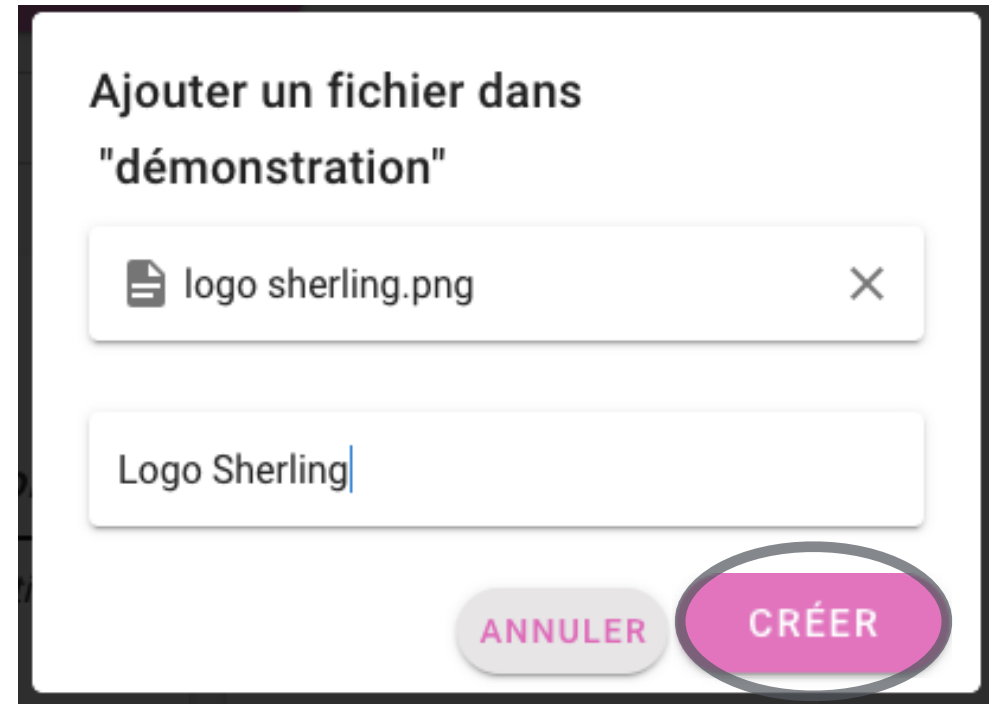 Ajouter un fichier dans
"démonstration"
logo sherling.png
Logo Sherling
ANNULER
CRÉER